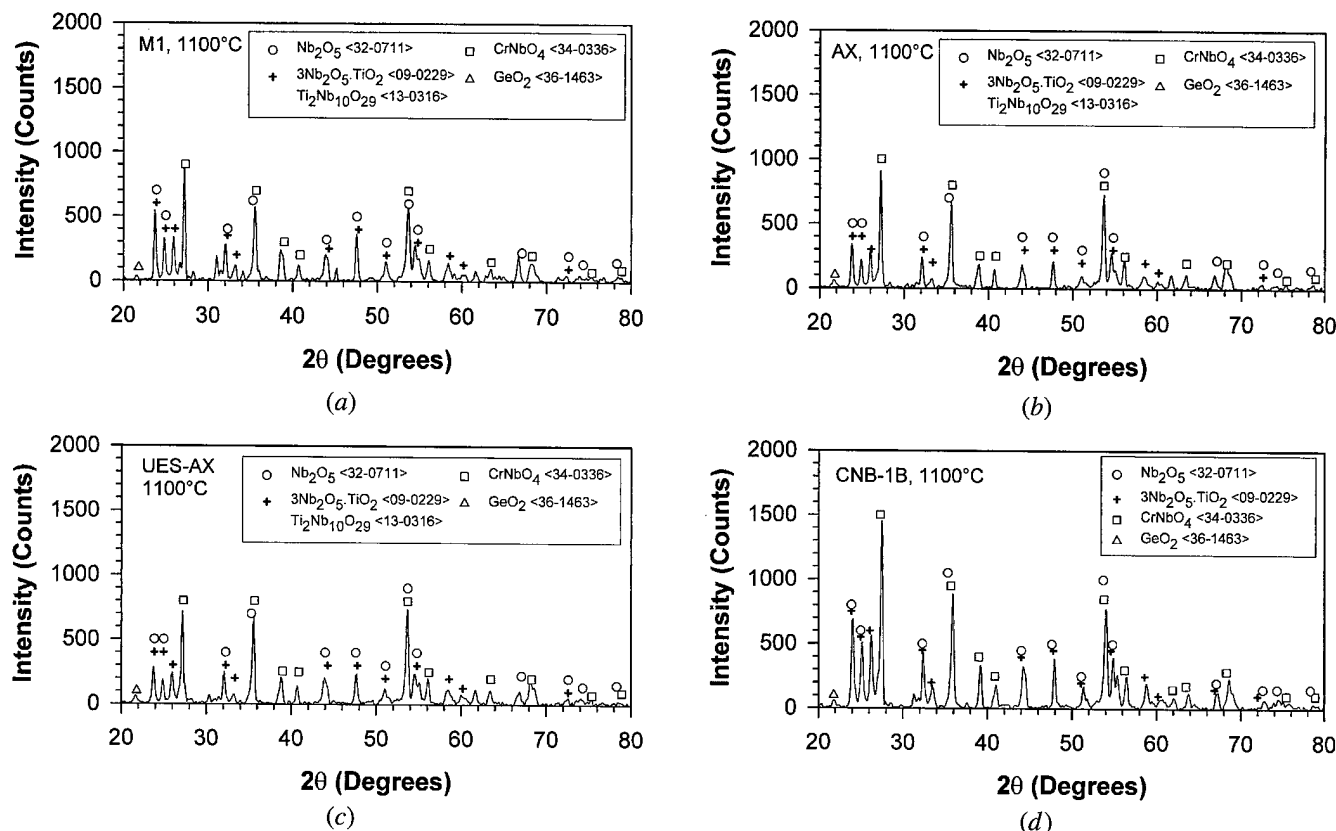 2000
1500
1000
500
0
Intensity (Counts)
M1, 1100°C
○ Nb₂O₅ <32-0711>
□ CrNbO₄ <34-0336>
+ 3Nb₂O₅.TiO₂ <09-0229>
Ti₂Nb₁₀O₂₉ <13-0316>
△ GeO₂ <36-1463>
20 30 40 50 60 70 80
2θ (Degrees)
(a)
2000
1500
1000
500
0
Intensity (Counts)
AX, 1100°C
○ Nb₂O₅ <32-0711>
□ CrNbO₄ <34-0336>
+ 3Nb₂O₅.TiO₂ <09-0229>
Ti₂Nb₁₀O₂₉ <13-0316>
△ GeO₂ <36-1463>
20 30 40 50 60 70 80
2θ (Degrees)
(b)
2000
1500
1000
500
0
Intensity (Counts)
UES-AX
1100°C
○ Nb₂O₅ <32-0711>
□ CrNbO₄ <34-0336>
+ 3Nb₂O₅.TiO₂ <09-0229>
Ti₂Nb₁₀O₂₉ <13-0316>
△ GeO₂ <36-1463>
20 30 40 50 60 70 80
2θ (Degrees)
(c)
2000
1500
1000
500
0
Intensity (Counts)
CNB-1B, 1100°C
○ Nb₂O₅ <32-0711>
+ 3Nb₂O₅.TiO₂ <09-0229>
□ CrNbO₄ <34-0336>
△ GeO₂ <36-1463>
20 30 40 50 60 70 80
2θ (Degrees)
(d)